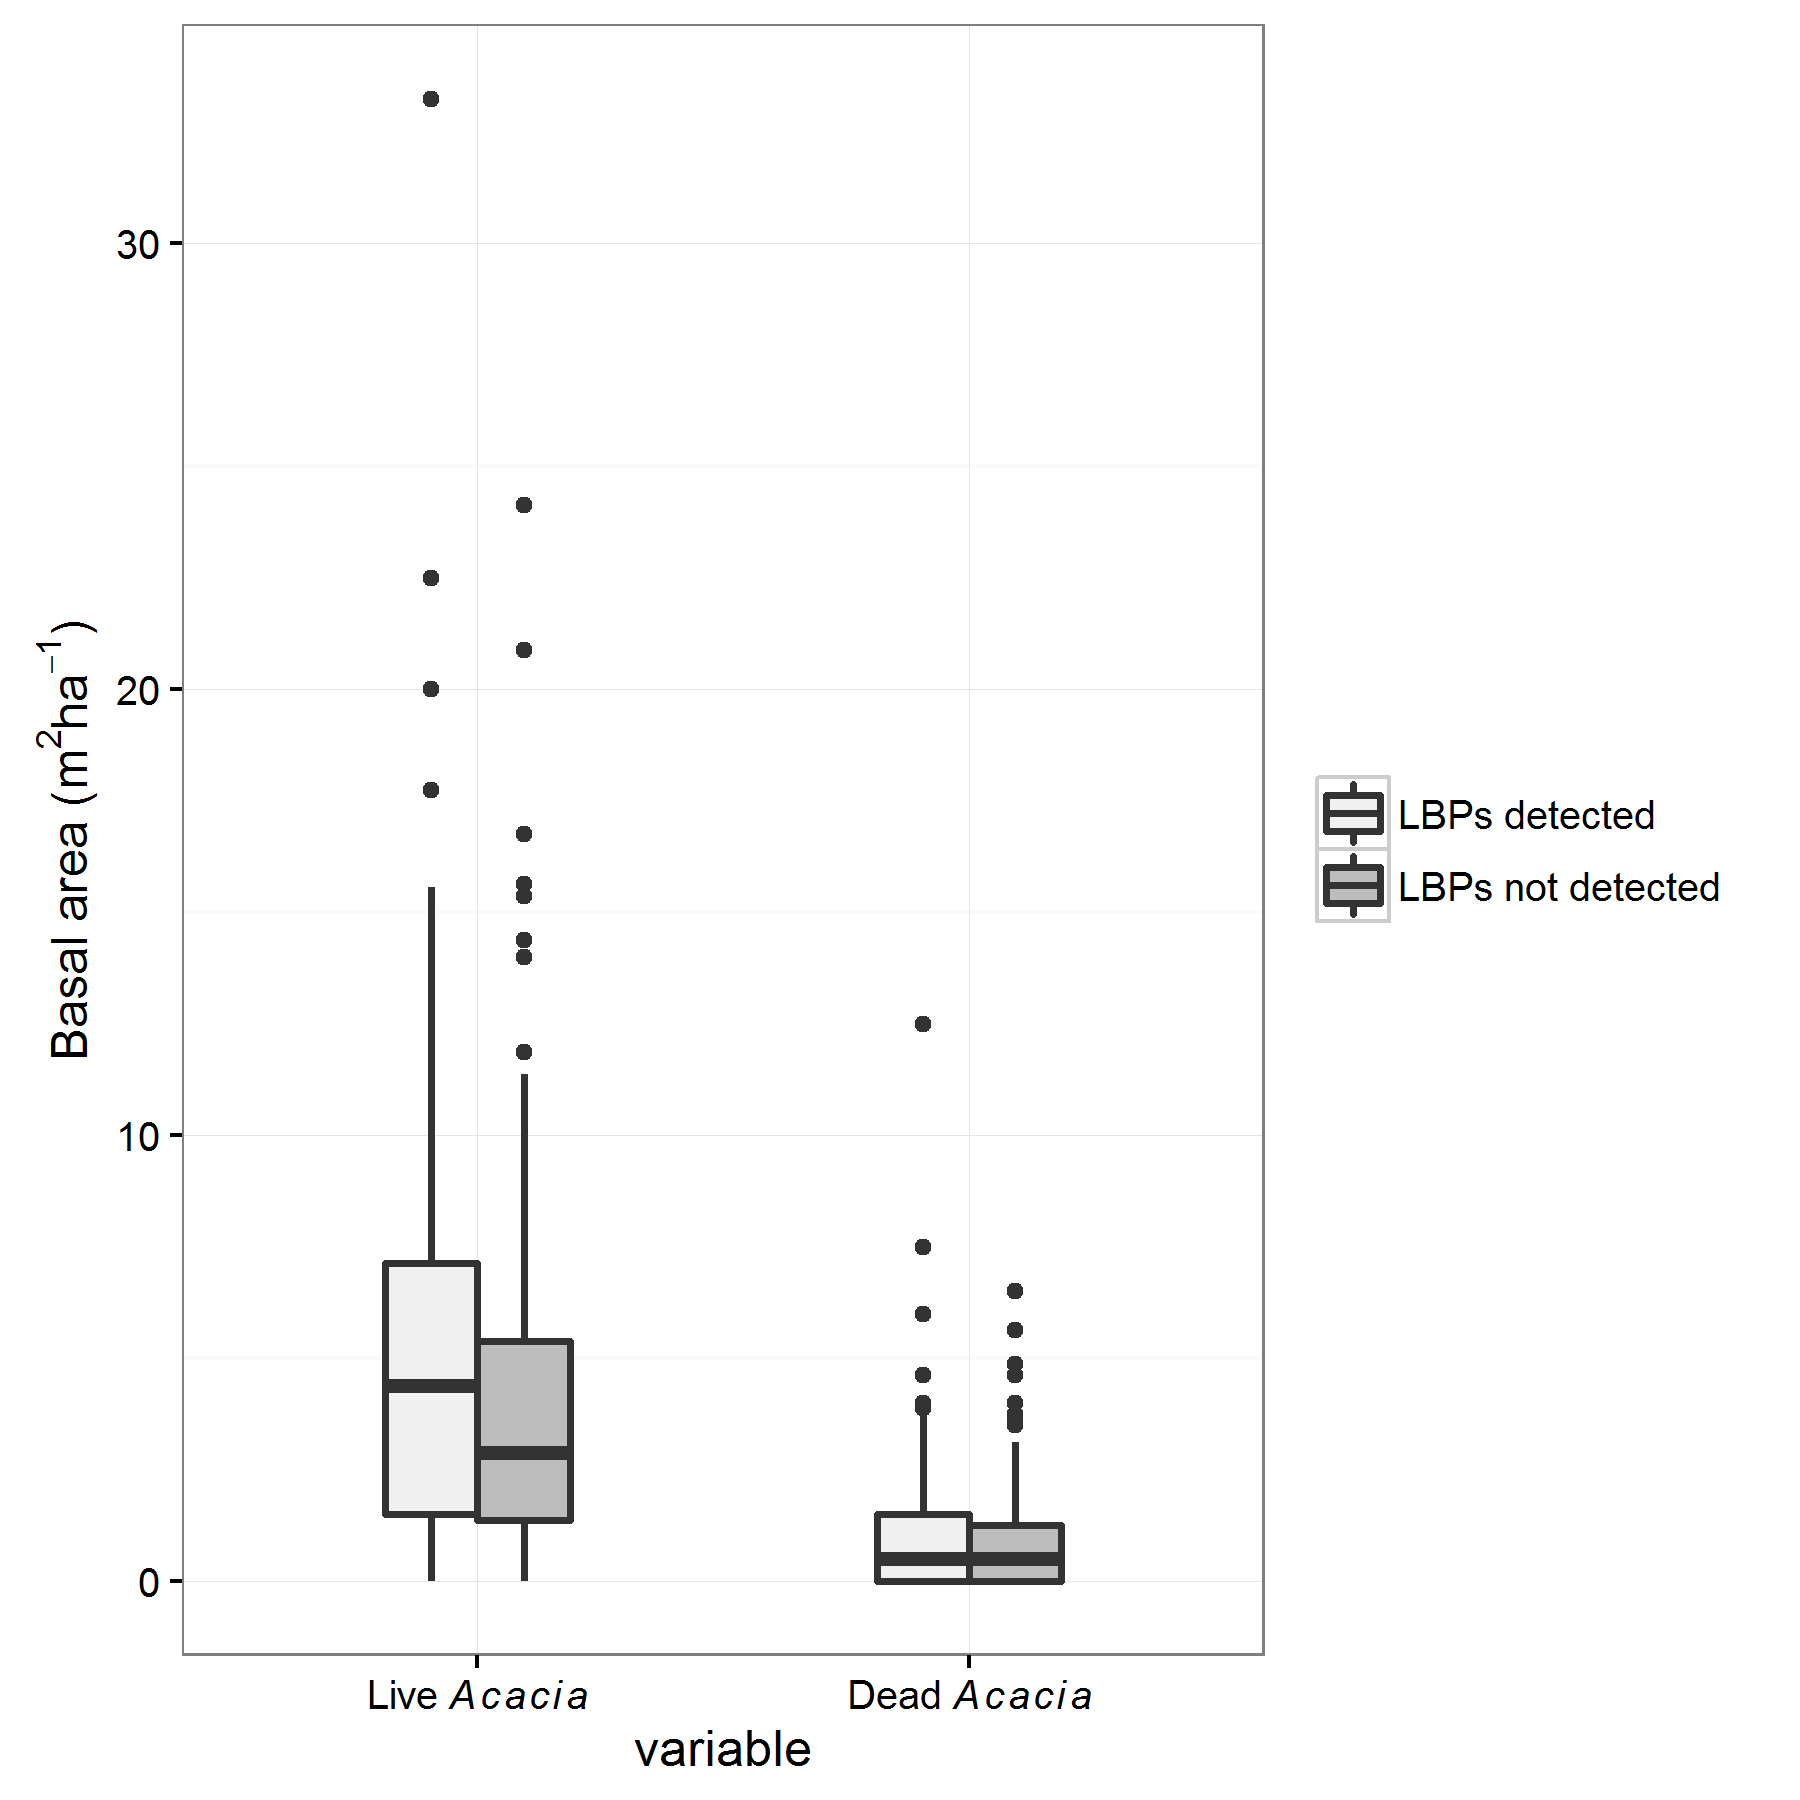 30
20
10
0
Basal area (m²ha⁻¹)
Live Acacia
Dead Acacia
variable
LBPs detected
LBPs not detected